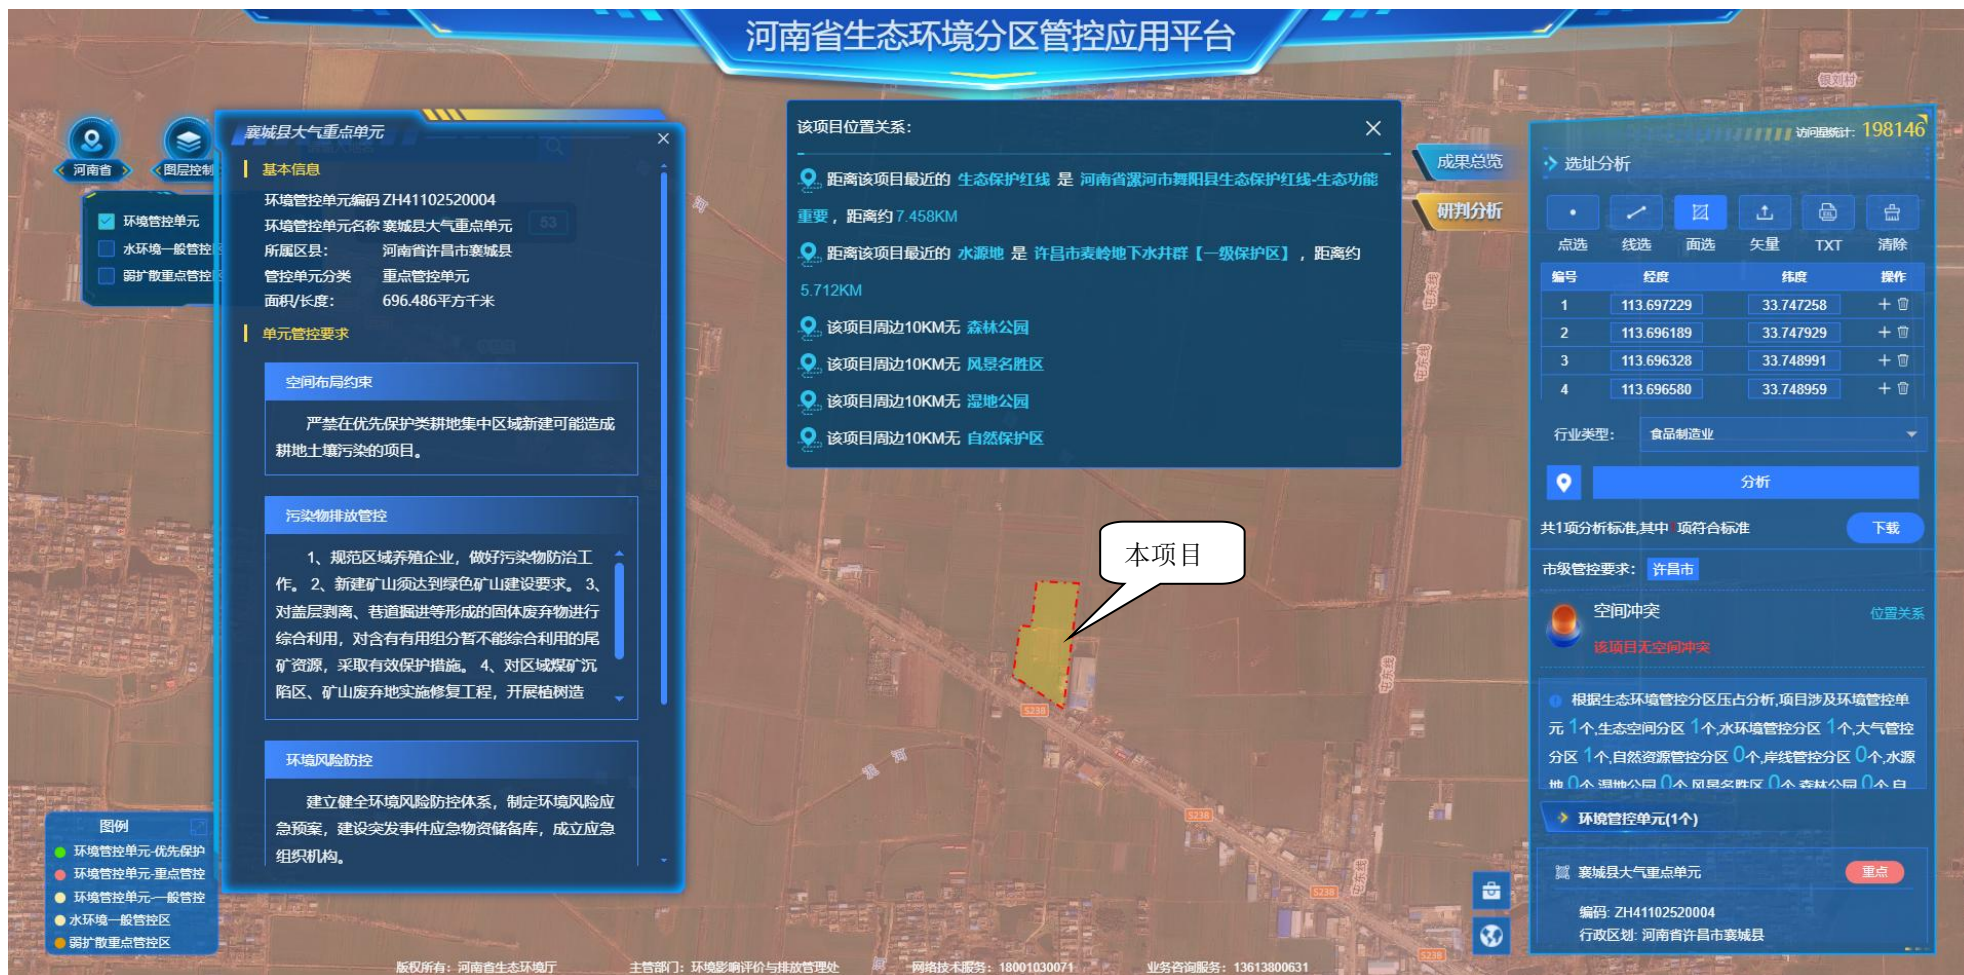 河南省生态环境分区管控应用平台
银刘村
河南省
图层控制
环境管控单元
水环境一般管控区
弱扩散重点管控区
襄城县大气重点单元
基本信息
环境管控单元编码 ZH41102520004
环境管控单元名称 襄城县大气重点单元
所属区县： 河南省许昌市襄城县
管控单元分类 重点管控单元
面积/长度： 696.486平方千米
单元管控要求
空间布局约束
严禁在优先保护类耕地集中区域新建可能造成
耕地土壤污染的项目。
污染物排放管控
1、规范区域养殖企业，做好污染物防治工
作。 2、新建矿山须达到绿色矿山建设要求。 3、
对盖层剥离、巷道掘进等形成的固体废弃物进行
综合利用，对含有有用组分暂不能综合利用的尾
矿资源，采取有效保护措施。 4、对区域煤矿沉
陷区、矿山废弃地实施修复工程，开展植树造
环境风险防控
建立健全环境风险防控体系，制定环境风险应
急预案，建设突发事件应急物资储备库，成立应急
组织机构。
53
该项目位置关系：
距离该项目最近的 生态保护红线 是 河南省漯河市舞阳县生态保护红线-生态功能
重要 ，距离约 7.458KM
距离该项目最近的 水源地 是 许昌市麦岭地下水井群【一级保护区】 ，距离约
5.712KM
该项目周边10KM无 森林公园
该项目周边10KM无 风景名胜区
该项目周边10KM无 湿地公园
该项目周边10KM无 自然保护区
成果总览
研判分析
本项目
S238
S238
S238
S238
河
访问量统计： 198146
选址分析
点选 线选 面选 矢量 TXT 清除
编号 经度 纬度 操作
1 113.697229 33.747258
2 113.696189 33.747929
3 113.696328 33.748991
4 113.696580 33.748959
行业类型： 食品制造业
分析
共1项分析标准,其中 项符合标准
下载
市级管控要求： 许昌市
空间冲突
位置关系
该项目无空间冲突
根据生态环境管控分区压占分析,项目涉及环境管控单
元 1个,生态空间分区 1个,水环境管控分区 1个,大气管控
分区 1个,自然资源管控分区 0个,岸线管控分区 0个,水源
地 0个,湿地公园 0个,风景名胜区 0个,森林公园 0个,自
环境管控单元(1个)
襄城县大气重点单元
重点
编码: ZH41102520004
行政区划: 河南省许昌市襄城县
图例
环境管控单元-优先保护
环境管控单元-重点管控
环境管控单元-一般管控
水环境一般管控区
弱扩散重点管控区
版权所有：河南省生态环境厅 主管部门：环境影响评价与排放管理处 网络技术服务：18001030071 业务咨询服务：13613800631